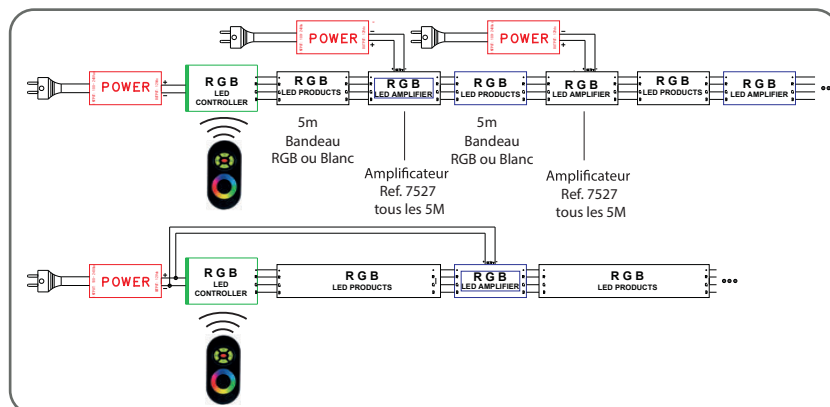 POWER
POWER
POWER
RGB
LED
CONTROLLER
RGB
LED PRODUCTS
RGB
LED AMPLIFIER
RGB
LED PRODUCTS
RGB
LED AMPLIFIER
RGB
LED PRODUCTS
RGB
LED AMPLIFIER
5m
Bandeau
RGB ou Blanc
5m
Bandeau
RGB ou Blanc
Amplificateur
Ref. 7527
tous les 5M
Amplificateur
Ref. 7527
tous les 5M
POWER
RGB
LED
CONTROLLER
RGB
LED PRODUCTS
RGB
LED AMPLIFIER
RGB
LED PRODUCTS